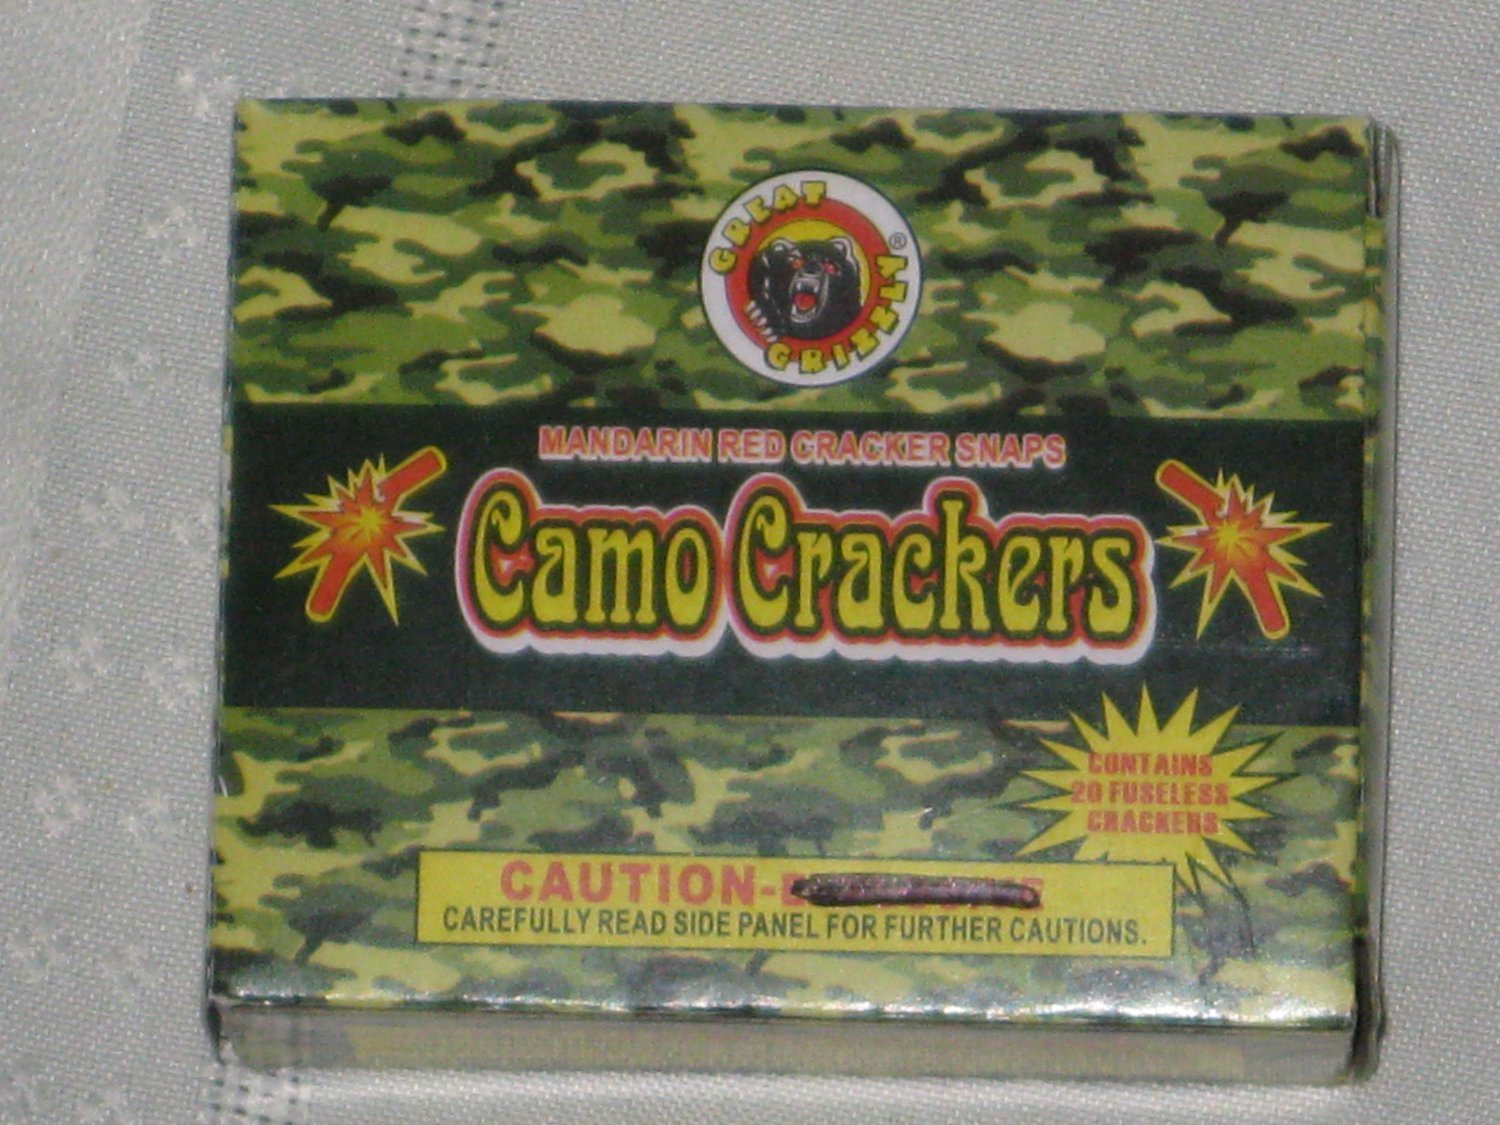 GREAT
GRIZZLY ®
MANDARIN RED CRACKER SNAPS
Camo Crackers
CONTAINS
20 FUSELESS
CRACKERS
CAUTION-
CAREFULLY READ SIDE PANEL FOR FURTHER CAUTIONS.